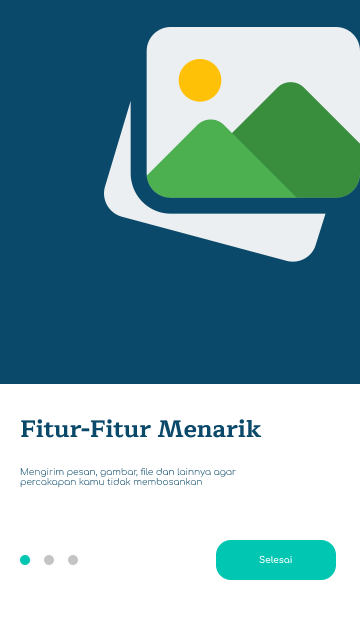 Fitur-Fitur Menarik
Mengirim pesan, gambar, file dan lainnya agar
percakapan kamu tidak membosankan
Selesai